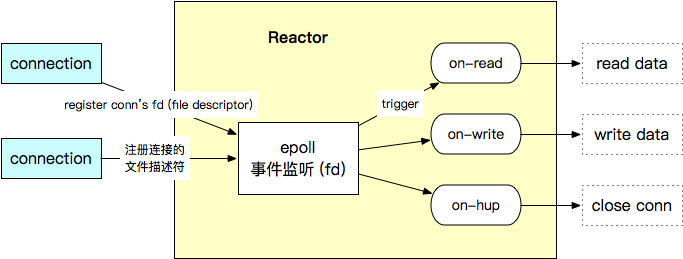 Reactor
connection
on-read
read data
register conn's fd (file descriptor)
trigger
epoll
事件监听 (fd)
on-write
write data
connection
注册连接的
文件描述符
on-hup
close conn